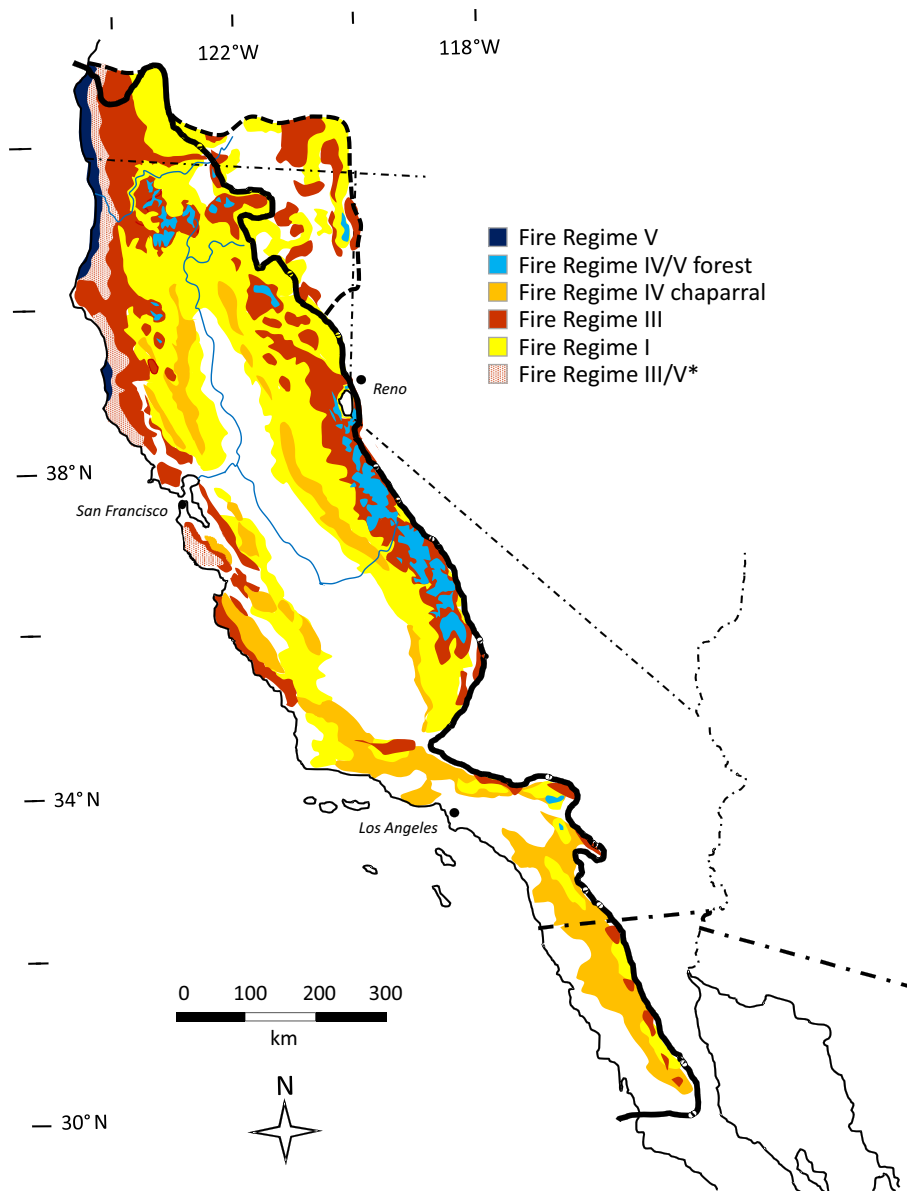 122°W
118°W
Fire Regime V
Fire Regime IV/V forest
Fire Regime IV chaparral
Fire Regime III
Fire Regime I
Fire Regime III/V*
Reno
38° N
San Francisco
34° N
Los Angeles
0 100 200 300
km
N
30° N